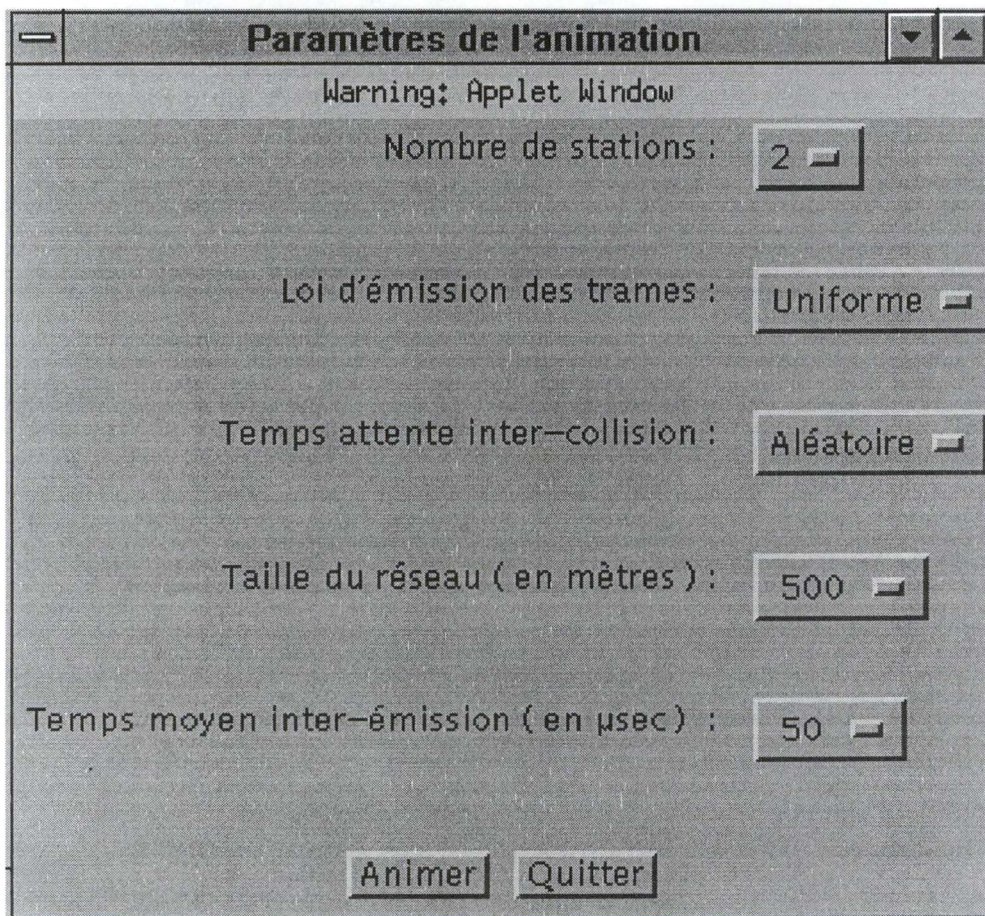 Paramètres de l'animation
Warning: Applet Window
Nombre de stations : 2
Loi d'émission des trames : Uniforme
Temps attente inter-collision : Aléatoire
Taille du réseau ( en mètres ) : 500
Temps moyen inter-émission ( en µsec ) : 50
Animer Quitter